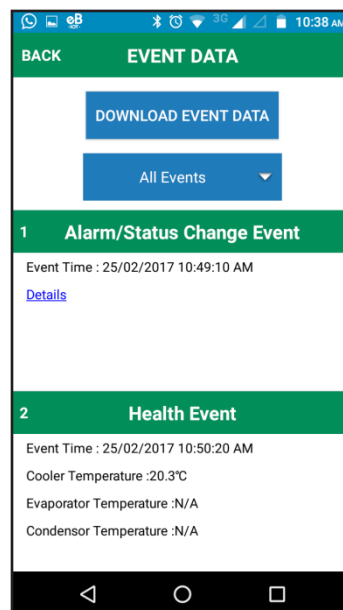 eB
3G 10:38 AM
BACK EVENT DATA
DOWNLOAD EVENT DATA
All Events
1 Alarm/Status Change Event
Event Time : 25/02/2017 10:49:10 AM
Details
2 Health Event
Event Time : 25/02/2017 10:50:20 AM
Cooler Temperature :20.3°C
Evaporator Temperature :N/A
Condensor Temperature :N/A